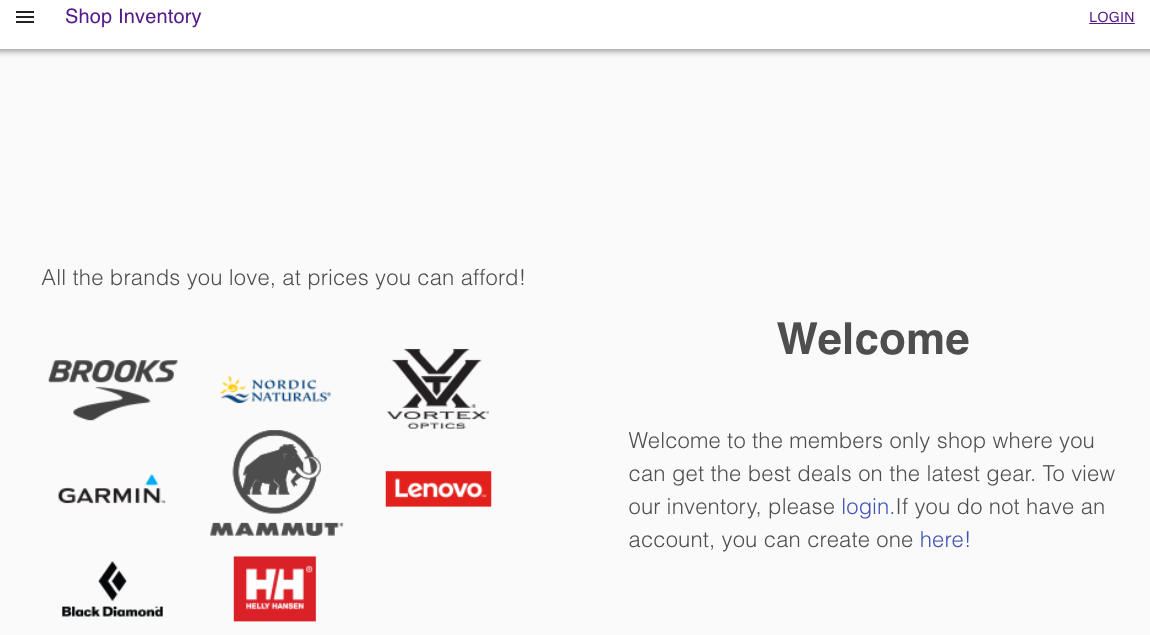 Shop Inventory
LOGIN
All the brands you love, at prices you can afford!
BROOKS
NORDIC
NATURALS®
VORTEX®
OPTICS
GARMIN
MAMMUT
Lenovo
Black Diamond
HH®
HELLY HANSEN
Welcome
Welcome to the members only shop where you
can get the best deals on the latest gear. To view
our inventory, please login.If you do not have an
account, you can create one here!